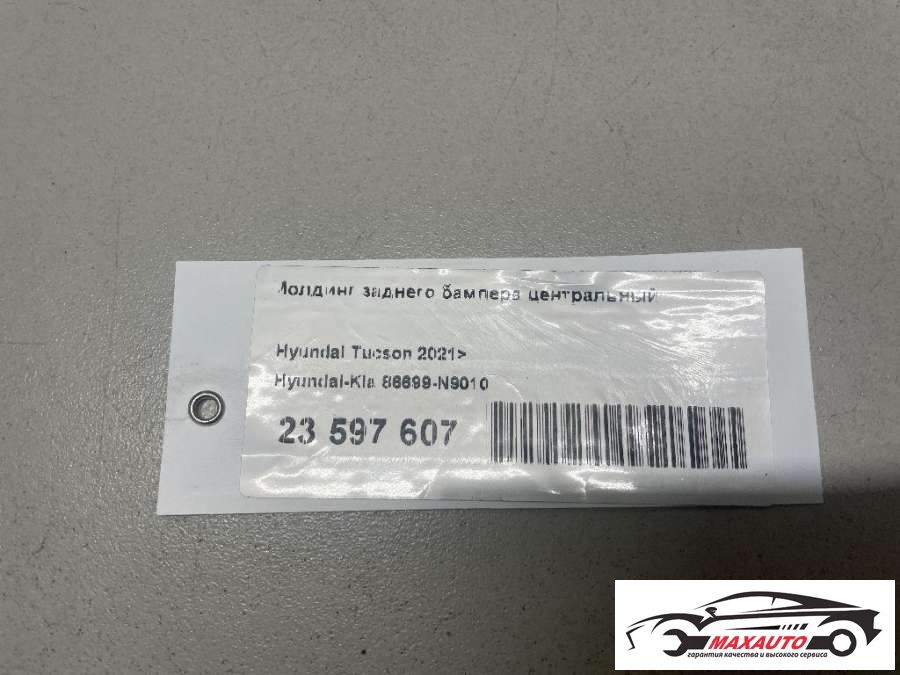 Молдинг заднего бампера центральный
Hyundai Tucson 2021>
Hyundai-Kia 86699-N9010
23 597 607
MAXAUTO
гарантия качества и высокого сервиса